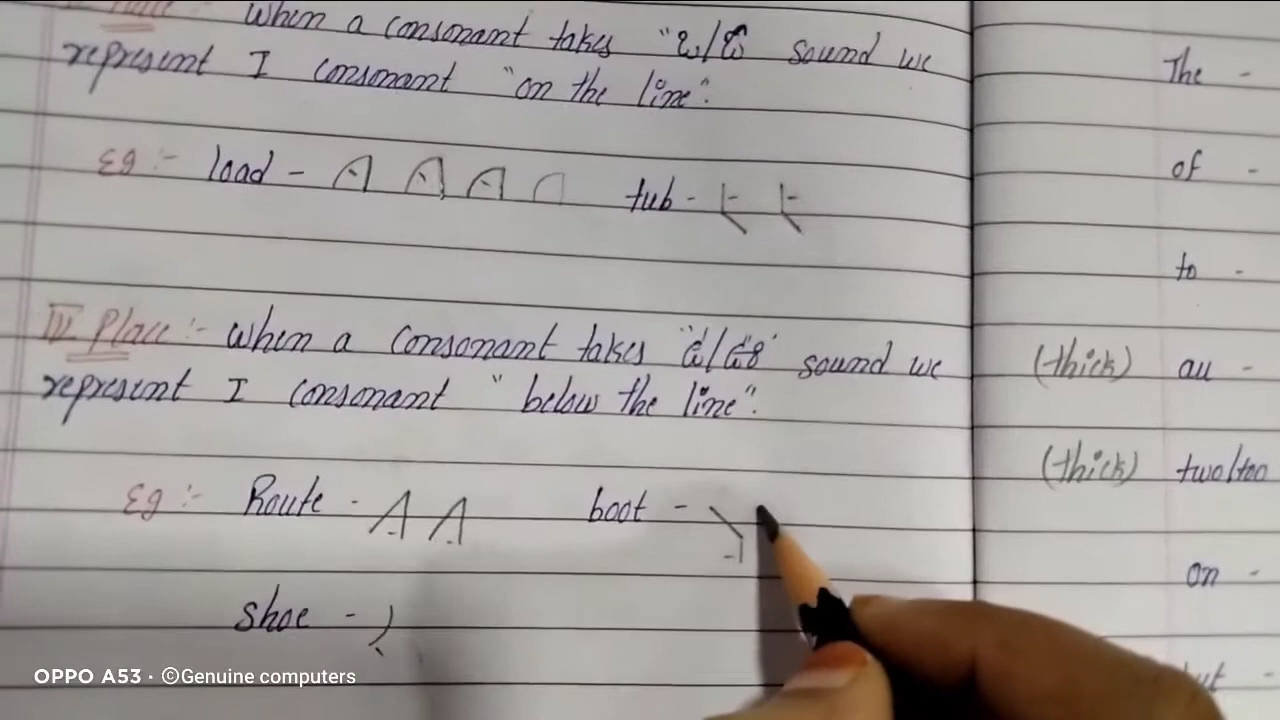 When a consonant takes "ఓ/ఔ" sound we
represent I consonant "on the line".
Eg :- load -
tub -
III Place :- When a consonant takes sound we
represent I consonant "below the line".
Eg :- Route -
boot -
shoe -
The -
of -
to -
(thick) au -
(thick) two/too
on -
OPPO A53 · ©Genuine computers